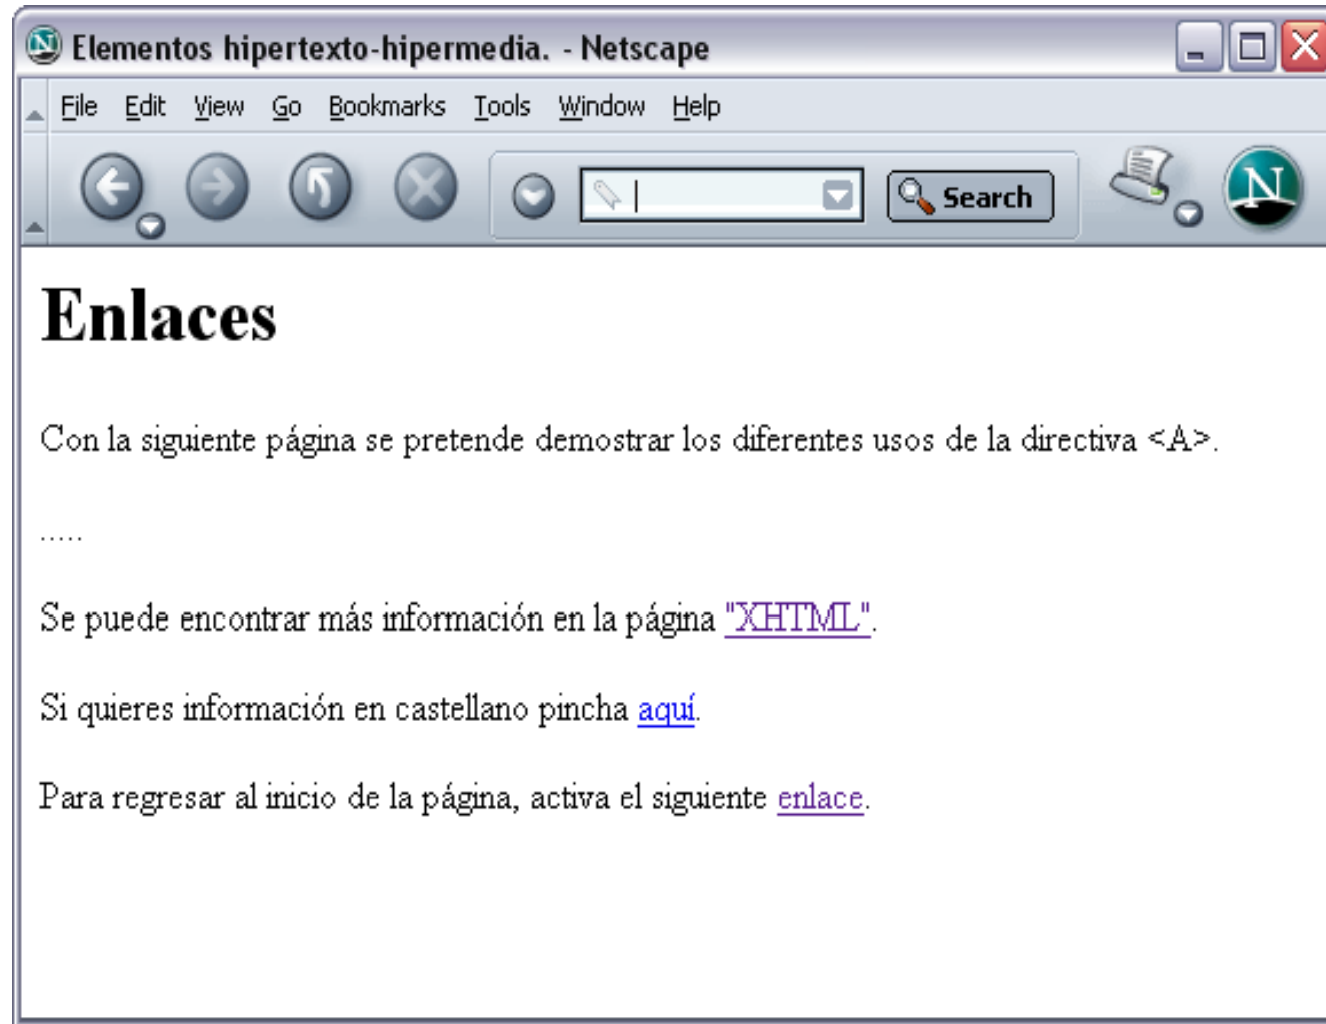 Elementos hipertexto-hipermedia. - Netscape
File Edit View Go Bookmarks Tools Window Help
Search N
Enlaces
Con la siguiente página se pretende demostrar los diferentes usos de la directiva <A>.
.....
Se puede encontrar más información en la página "XHTML".
Si quieres información en castellano pincha aquí.
Para regresar al inicio de la página, activa el siguiente enlace.